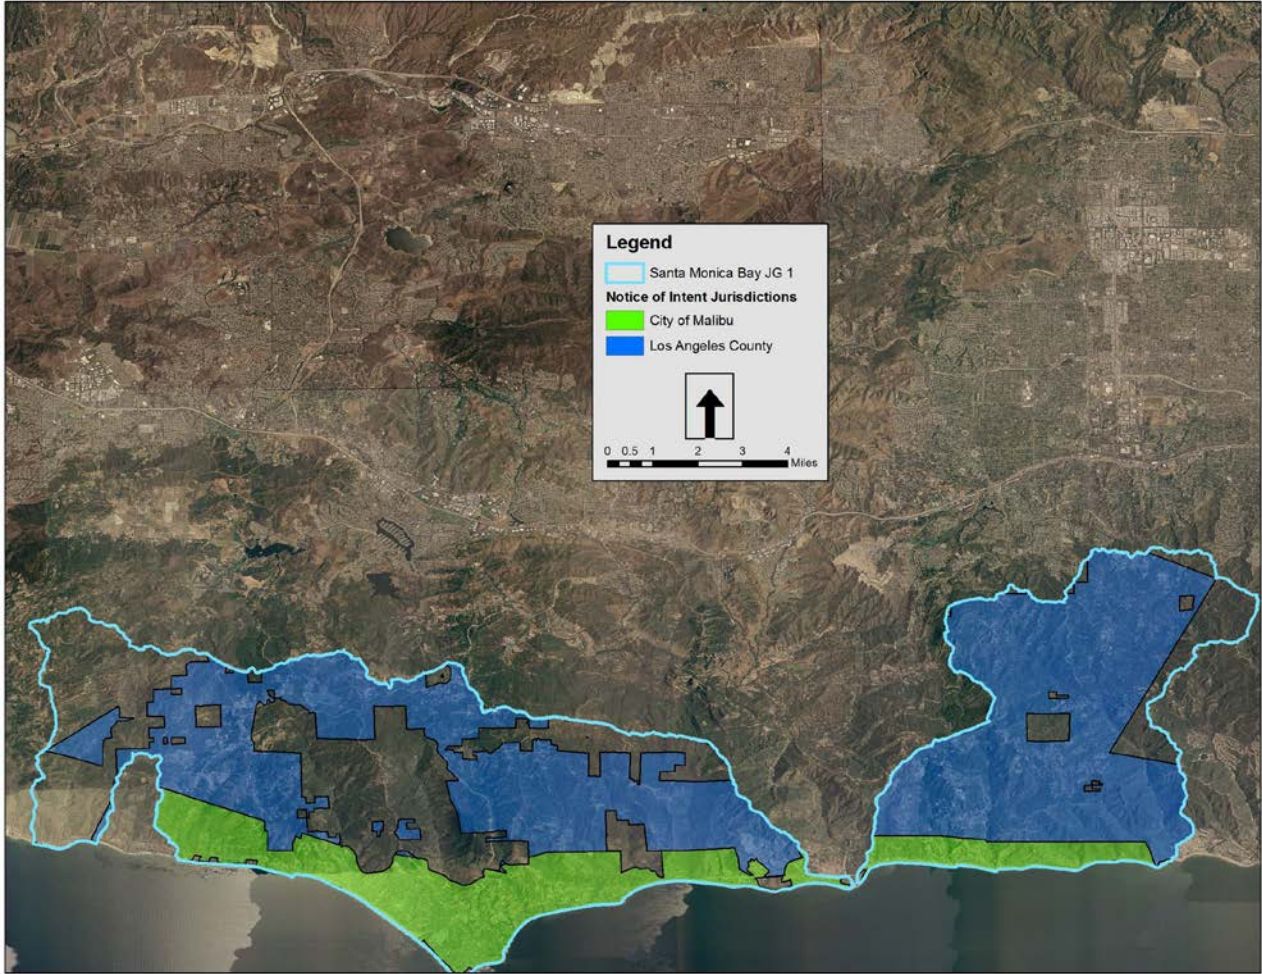 Legend
Santa Monica Bay JG 1
Notice of Intent Jurisdictions
City of Malibu
Los Angeles County
0 0.5 1 2 3 4
Miles